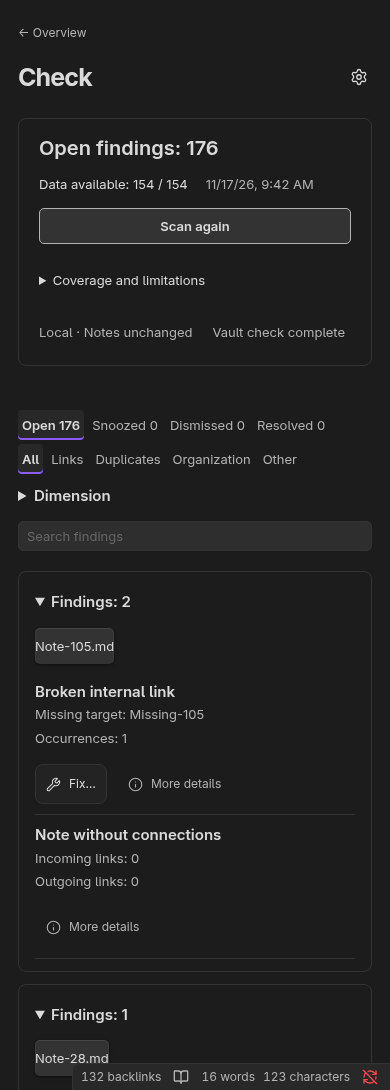 ← Overview
Check
Open findings: 176
Data available: 154 / 154 11/17/26, 9:42 AM
Scan again
▶ Coverage and limitations
Local · Notes unchanged Vault check complete
Open 176 Snoozed 0 Dismissed 0 Resolved 0
All Links Duplicates Organization Other
▶ Dimension
Search findings
▼ Findings: 2
Note-105.md
Broken internal link
Missing target: Missing-105
Occurrences: 1
Fix... More details
Note without connections
Incoming links: 0
Outgoing links: 0
More details
▼ Findings: 1
Note-28.md
132 backlinks 16 words 123 characters